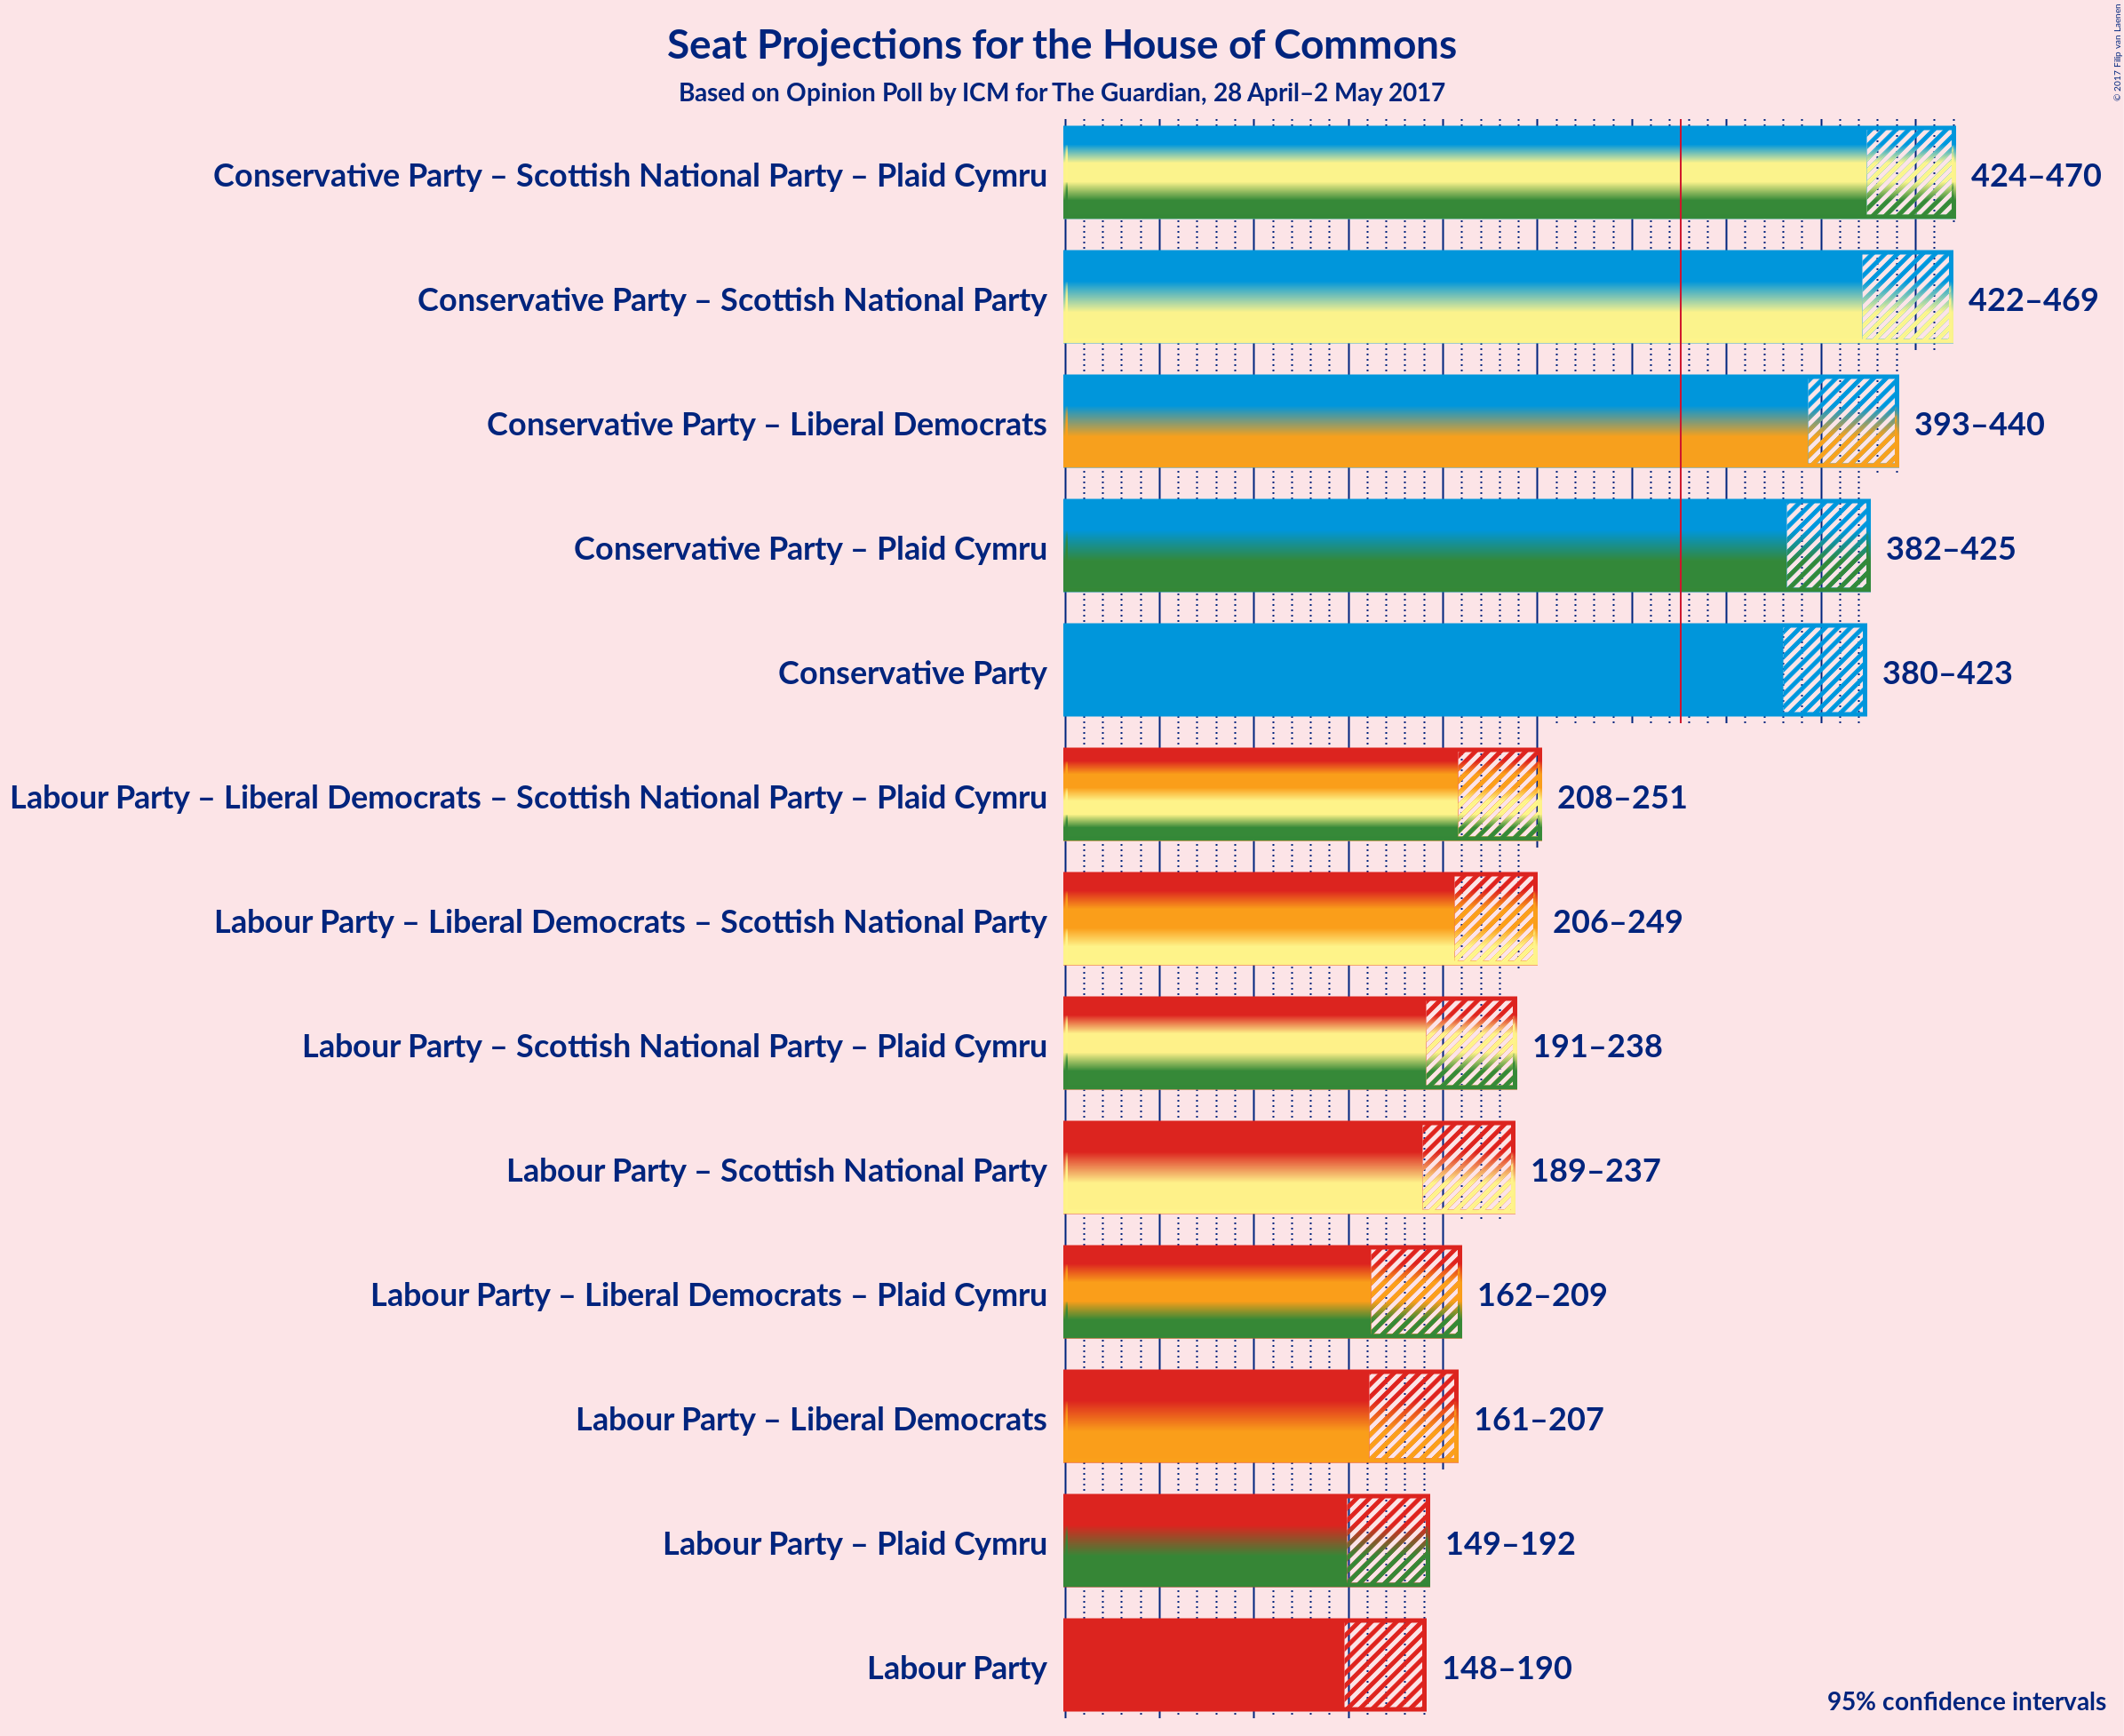 Seat Projections for the House of Commons
Based on Opinion Poll by ICM for The Guardian, 28 April–2 May 2017
© 2017 Filip van Laenen
Conservative Party – Scottish National Party – Plaid Cymru 424–470
Conservative Party – Scottish National Party 422–469
Conservative Party – Liberal Democrats 393–440
Conservative Party – Plaid Cymru 382–425
Conservative Party 380–423
Labour Party – Liberal Democrats – Scottish National Party – Plaid Cymru 208–251
Labour Party – Liberal Democrats – Scottish National Party 206–249
Labour Party – Scottish National Party – Plaid Cymru 191–238
Labour Party – Scottish National Party 189–237
Labour Party – Liberal Democrats – Plaid Cymru 162–209
Labour Party – Liberal Democrats 161–207
Labour Party – Plaid Cymru 149–192
Labour Party 148–190
95% confidence intervals